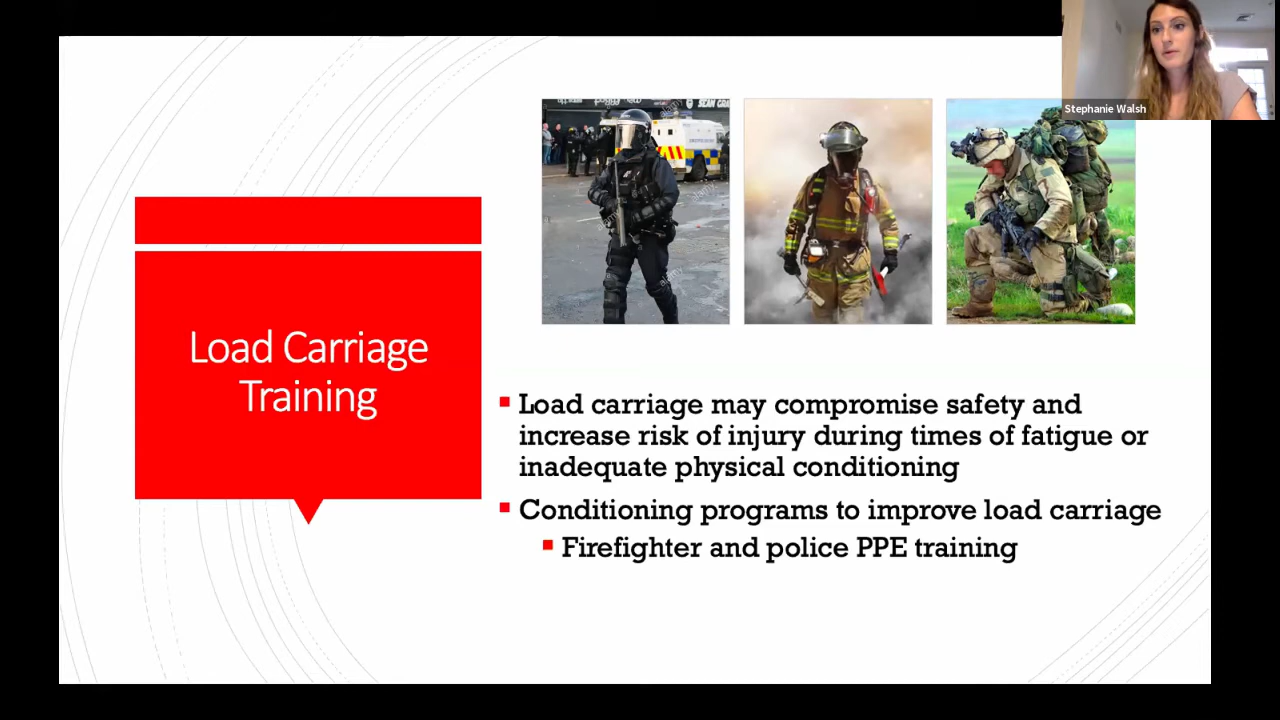 Stephanie Walsh
Load Carriage
Training
Load carriage may compromise safety and
increase risk of injury during times of fatigue or
inadequate physical conditioning
Conditioning programs to improve load carriage
Firefighter and police PPE training